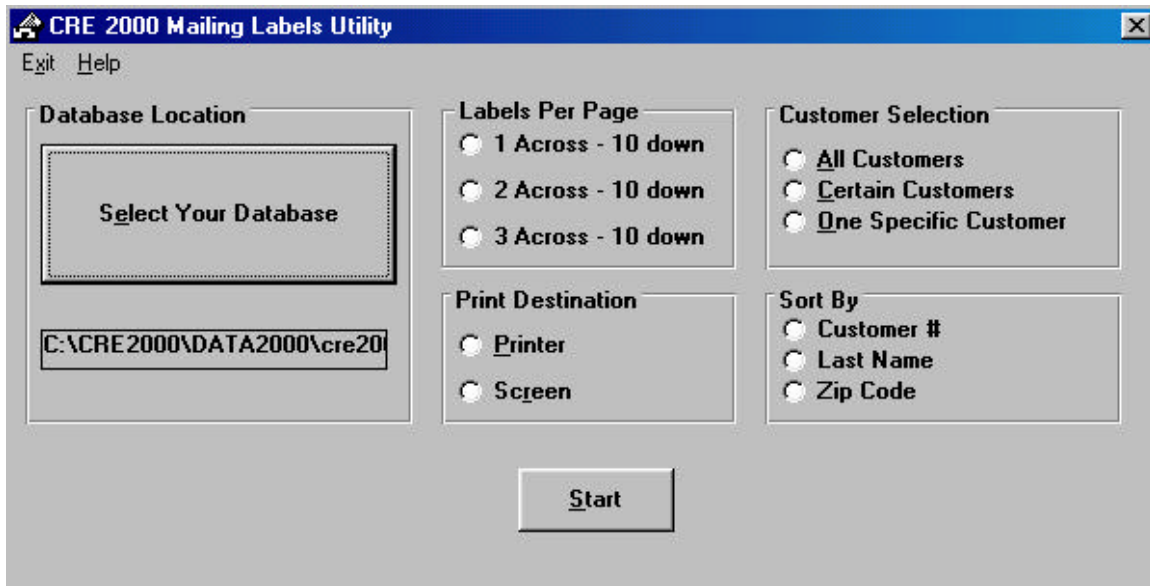 CRE 2000 Mailing Labels Utility
Exit Help
Database Location
Select Your Database
C:\CRE2000\DATA2000\cre20
Labels Per Page
1 Across - 10 down
2 Across - 10 down
3 Across - 10 down
Print Destination
Printer
Screen
Customer Selection
All Customers
Certain Customers
One Specific Customer
Sort By
Customer #
Last Name
Zip Code
Start